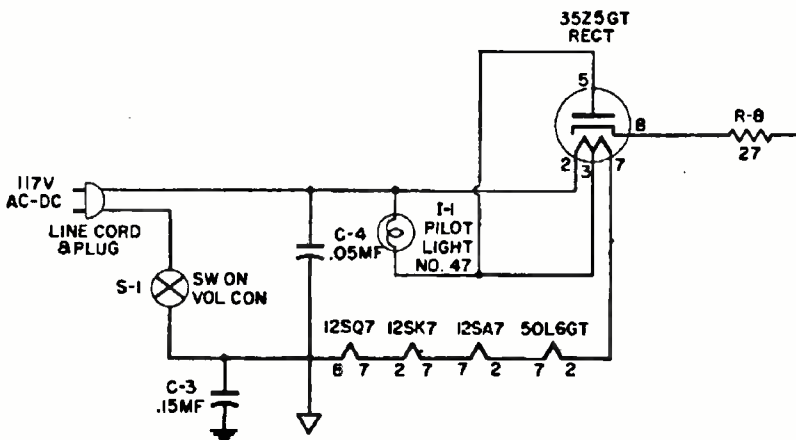 35Z5GT
RECT
5
8
R-8
27
2
3
7
117V
AC-DC
LINE CORD
& PLUG
C-4
.05MF
I-1
PILOT
LIGHT
NO. 47
S-1
SW ON
VOL CON
12SQ7
12SK7
12SA7
50L6GT
6
7
2
7
7
2
7
2
C-3
.15MF